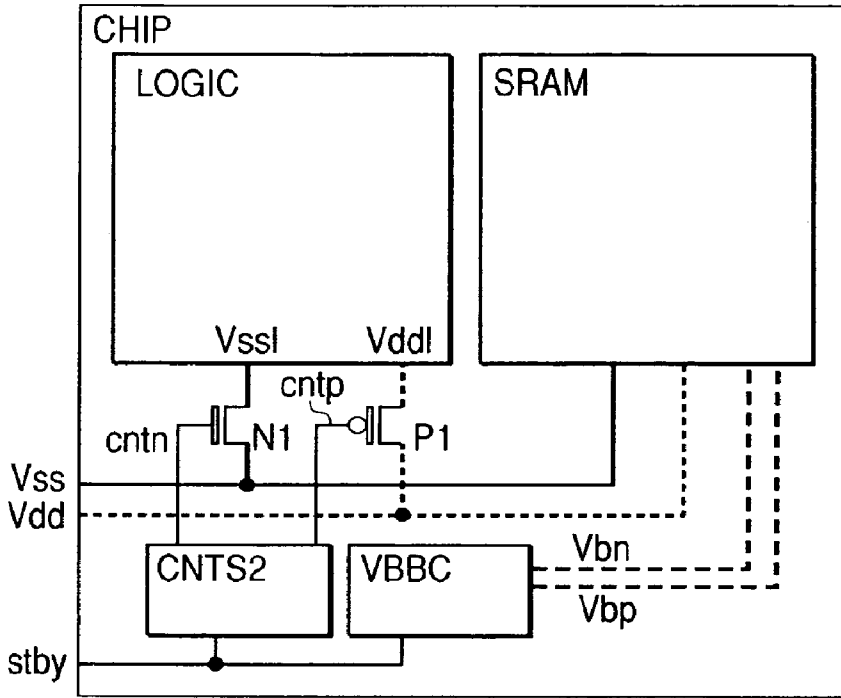 CHIP
LOGIC
SRAM
Vssl
Vddl
cntp
cntn
N1
P1
Vss
Vdd
CNTS2
VBBC
Vbn
Vbp
stby